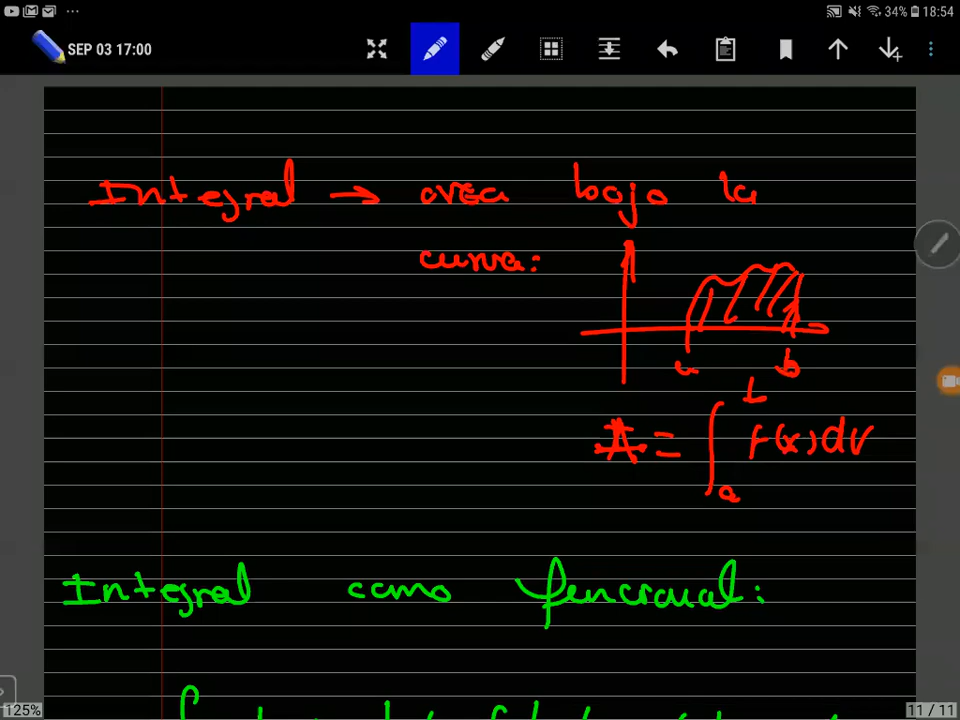 34% 18:54
SEP 03 17:00
Integral → area bajo la
curva:
a b
A = ∫ₐᵇ f(x)dx
Integral como funcional:
125%
11 / 11